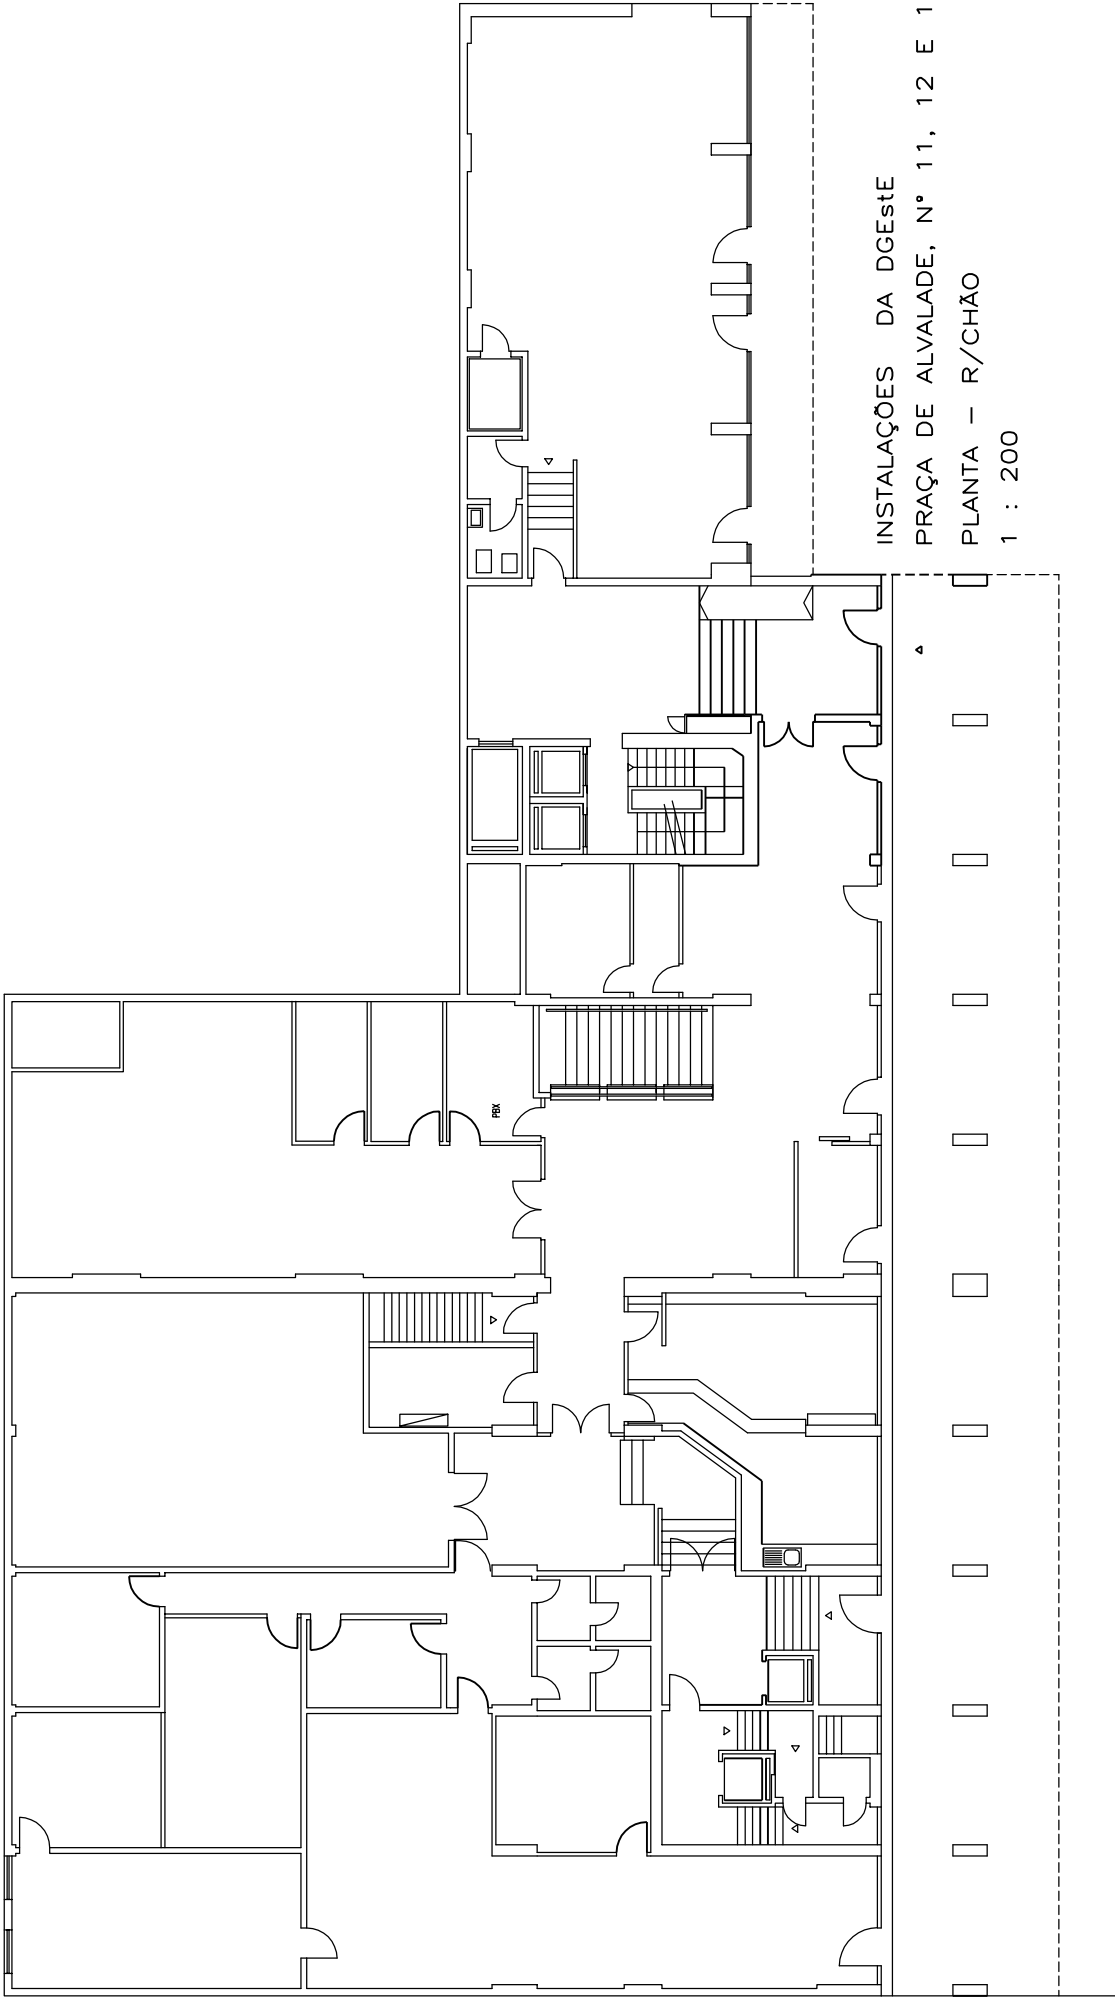 INSTALAÇÕES DA DGEstE
PRAÇA DE ALVALADE, Nº 11, 12 E 1
PLANTA - R/CHÃO
1 : 200
PBX